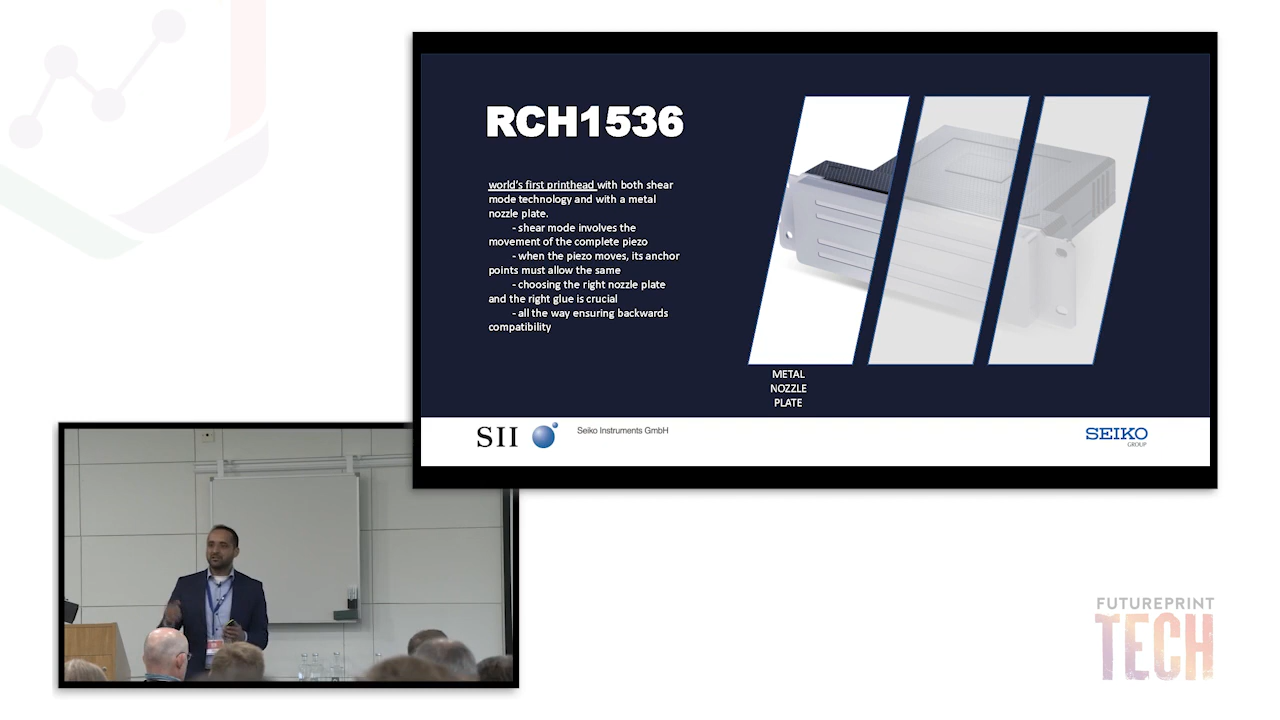 RCH1536
world's first printhead with both shear
mode technology and with a metal
nozzle plate.
- shear mode involves the
movement of the complete piezo
- when the piezo moves, its anchor
points must allow the same
- choosing the right nozzle plate
and the right glue is crucial
- all the way ensuring backwards
compatibility
METAL
NOZZLE
PLATE
SII
Seiko Instruments GmbH
SEIKO
GROUP
FUTUREPRINT
TECH